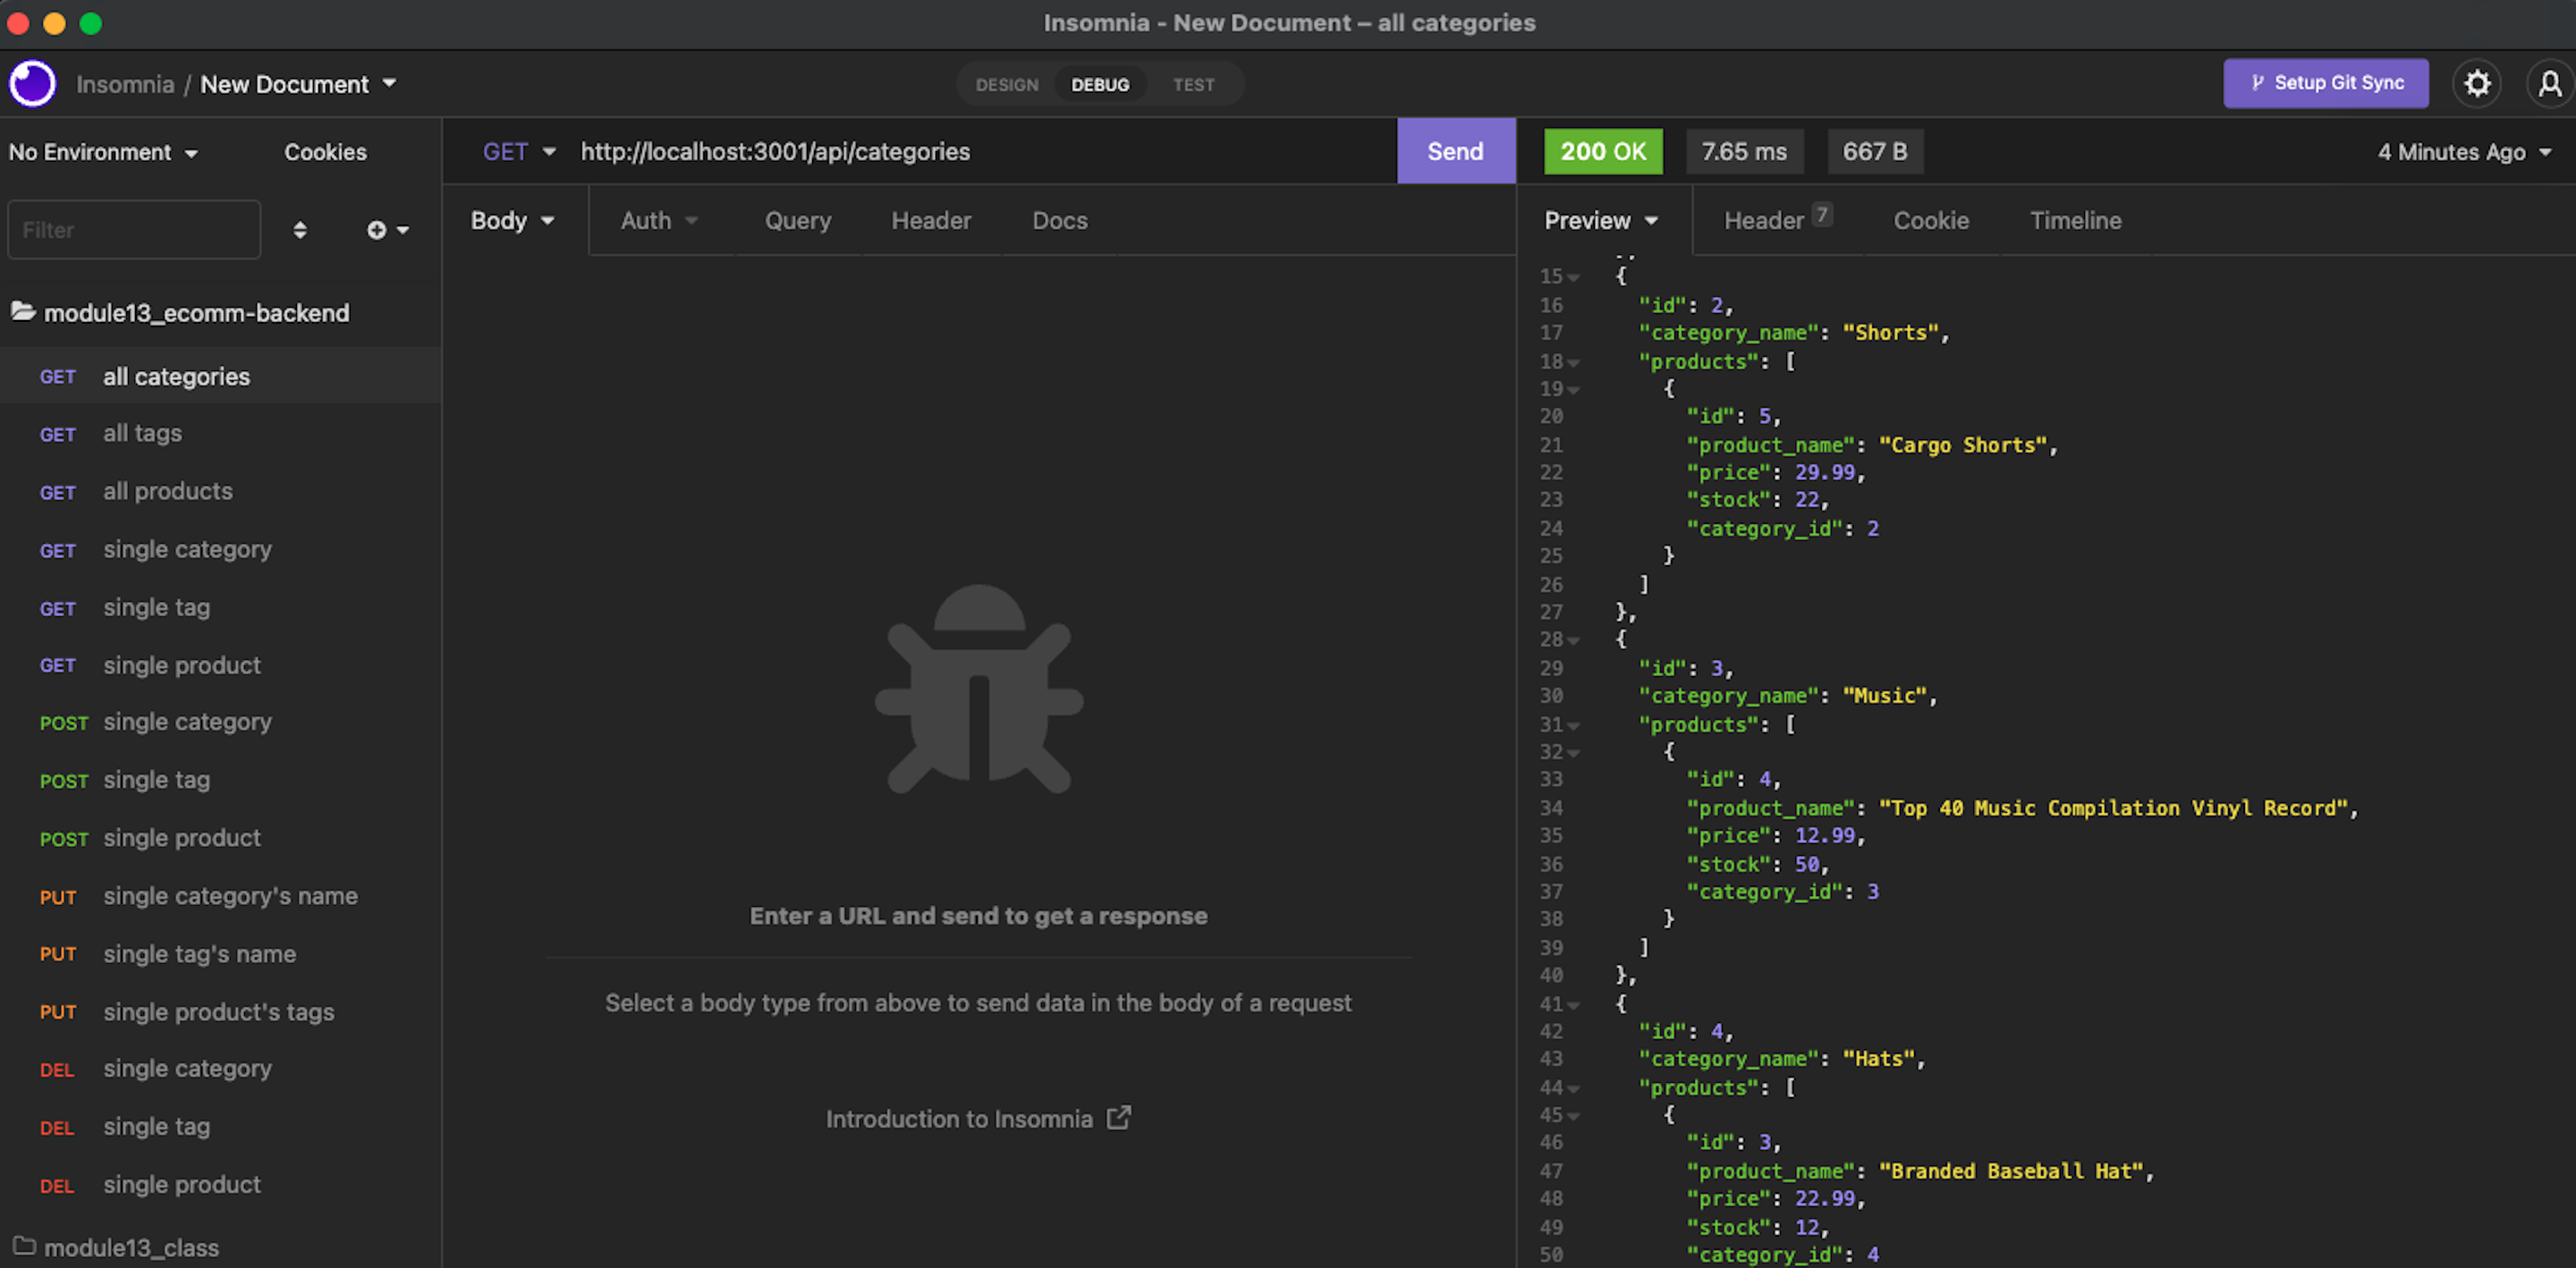 Insomnia - New Document – all categories
Insomnia / New Document
DESIGN DEBUG TEST
Setup Git Sync
No Environment Cookies
Filter
module13_ecomm-backend
GET all categories
GET all tags
GET all products
GET single category
GET single tag
GET single product
POST single category
POST single tag
POST single product
PUT single category's name
PUT single tag's name
PUT single product's tags
DEL single category
DEL single tag
DEL single product
module13_class
GET http://localhost:3001/api/categories Send
Body Auth Query Header Docs
Enter a URL and send to get a response
Select a body type from above to send data in the body of a request
Introduction to Insomnia
200 OK 7.65 ms 667 B 4 Minutes Ago
Preview Header 7 Cookie Timeline
15 {
16 "id": 2,
17 "category_name": "Shorts",
18 "products": [
19 {
20 "id": 5,
21 "product_name": "Cargo Shorts",
22 "price": 29.99,
23 "stock": 22,
24 "category_id": 2
25 }
26 ]
27 },
28 {
29 "id": 3,
30 "category_name": "Music",
31 "products": [
32 {
33 "id": 4,
34 "product_name": "Top 40 Music Compilation Vinyl Record",
35 "price": 12.99,
36 "stock": 50,
37 "category_id": 3
38 }
39 ]
40 },
41 {
42 "id": 4,
43 "category_name": "Hats",
44 "products": [
45 {
46 "id": 3,
47 "product_name": "Branded Baseball Hat",
48 "price": 22.99,
49 "stock": 12,
50 "category_id": 4